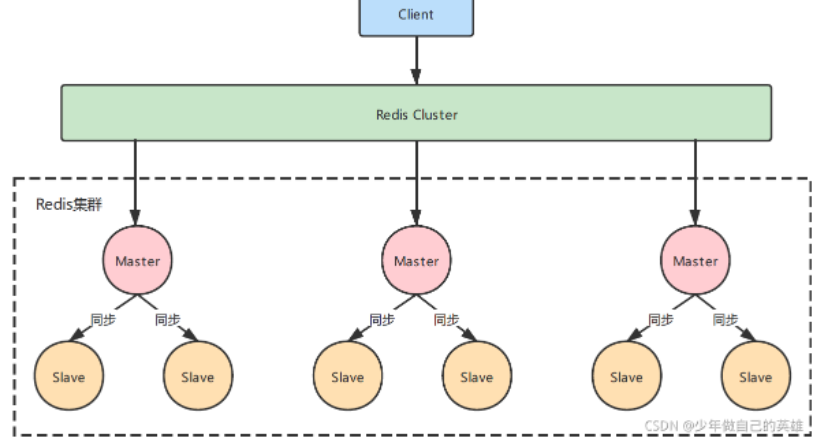 Client
Redis Cluster
Redis集群
Master
Master
Master
同步
同步
同步
同步
同步
同步
Slave
Slave
Slave
Slave
Slave
Slave
CSDN @少年做自己的英雄